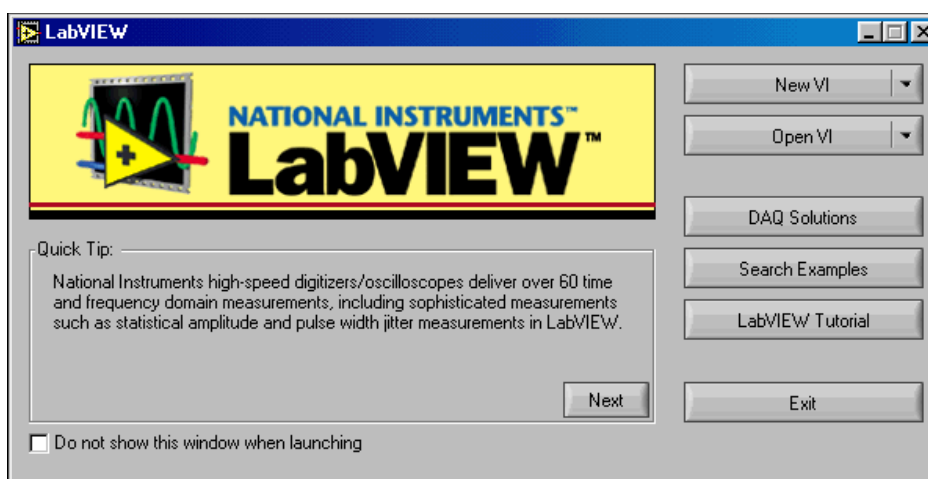 LabVIEW
NATIONAL INSTRUMENTS™
LabVIEW™
New VI
Open VI
DAQ Solutions
Search Examples
LabVIEW Tutorial
Exit
Quick Tip:
National Instruments high-speed digitizers/oscilloscopes deliver over 60 time
and frequency domain measurements, including sophisticated measurements
such as statistical amplitude and pulse width jitter measurements in LabVIEW.
Next
Do not show this window when launching